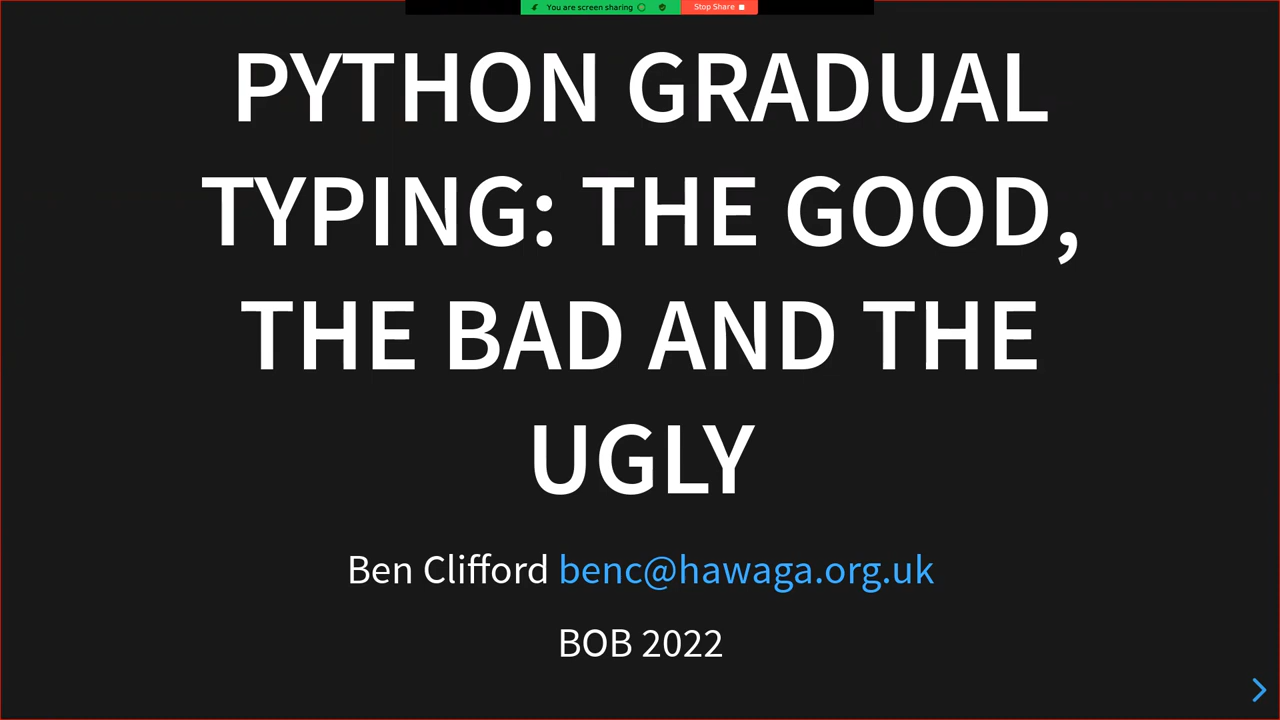 You are screen sharing
Stop Share
PYTHON GRADUAL
TYPING: THE GOOD,
THE BAD AND THE
UGLY
Ben Clifford benc@hawaga.org.uk
BOB 2022